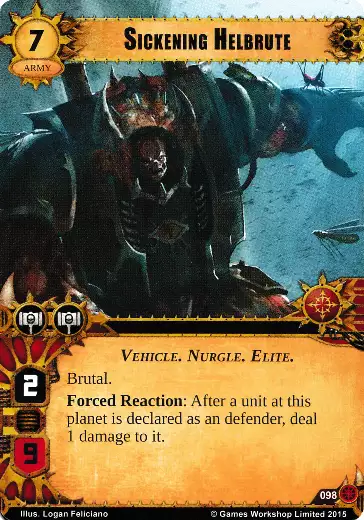 7
SICKENING HELBRUTE
ARMY
VEHICLE. NURGLE. ELITE.
2
Brutal.
Forced Reaction: After a unit at this
planet is declared as an defender, deal
1 damage to it.
9
098
Illus. Logan Feliciano
© Games Workshop Limited 2015